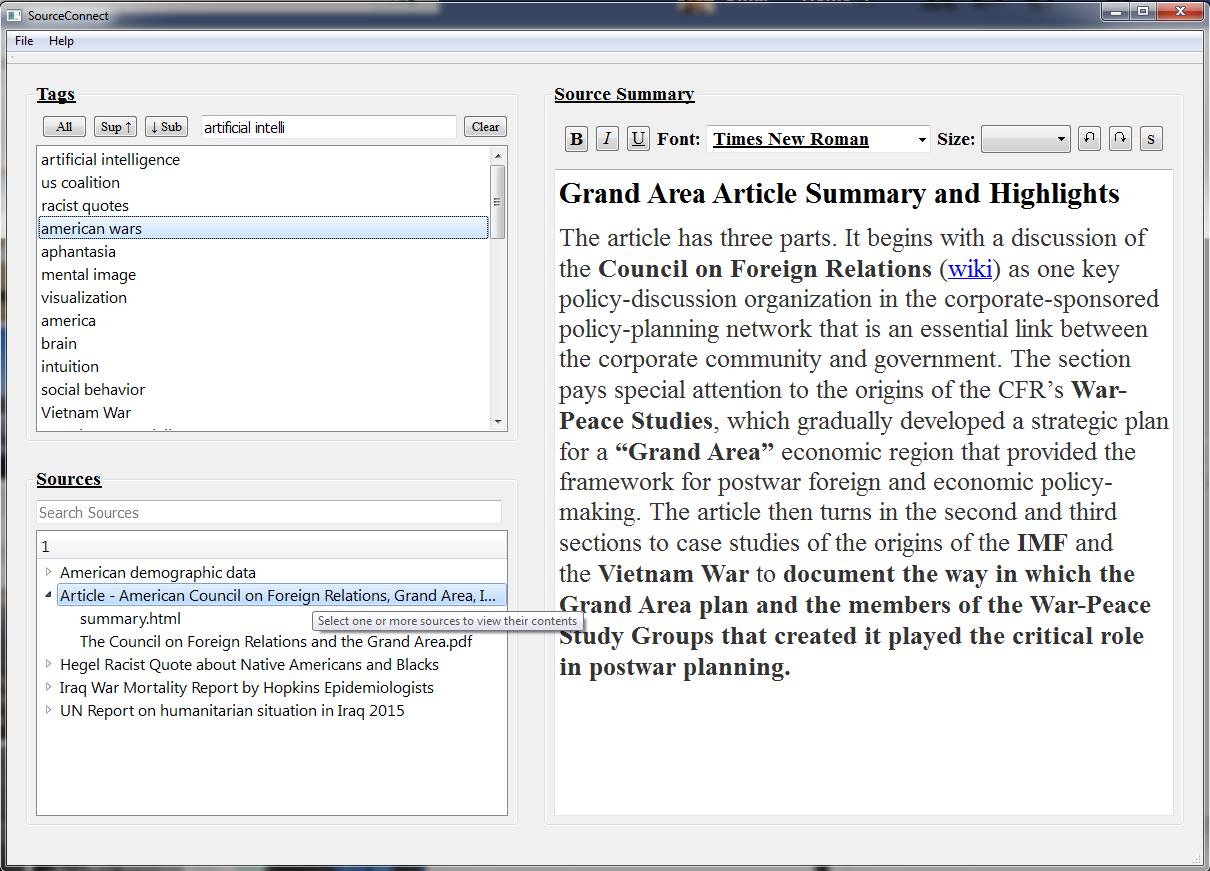 SourceConnect
File Help
Tags
All Sup ↑ ↓ Sub artificial intelli Clear
artificial intelligence
us coalition
racist quotes
american wars
aphantasia
mental image
visualization
america
brain
intuition
social behavior
Vietnam War
Sources
Search Sources
1
American demographic data
Article - American Council on Foreign Relations, Grand Area, I...
summary.html
Select one or more sources to view their contents
The Council on Foreign Relations and the Grand Area.pdf
Hegel Racist Quote about Native Americans and Blacks
Iraq War Mortality Report by Hopkins Epidemiologists
UN Report on humanitarian situation in Iraq 2015
Source Summary
B I U Font: Times New Roman Size: S
Grand Area Article Summary and Highlights
The article has three parts. It begins with a discussion of
the Council on Foreign Relations (wiki) as one key
policy-discussion organization in the corporate-sponsored
policy-planning network that is an essential link between
the corporate community and government. The section
pays special attention to the origins of the CFR’s War-
Peace Studies, which gradually developed a strategic plan
for a “Grand Area” economic region that provided the
framework for postwar foreign and economic policy-
making. The article then turns in the second and third
sections to case studies of the origins of the IMF and
the Vietnam War to document the way in which the
Grand Area plan and the members of the War-Peace
Study Groups that created it played the critical role
in postwar planning.